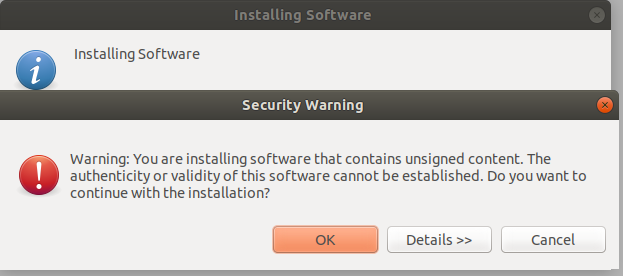 Installing Software
Installing Software
Security Warning
Warning: You are installing software that contains unsigned content. The
authenticity or validity of this software cannot be established. Do you want to
continue with the installation?
OK
Details >>
Cancel